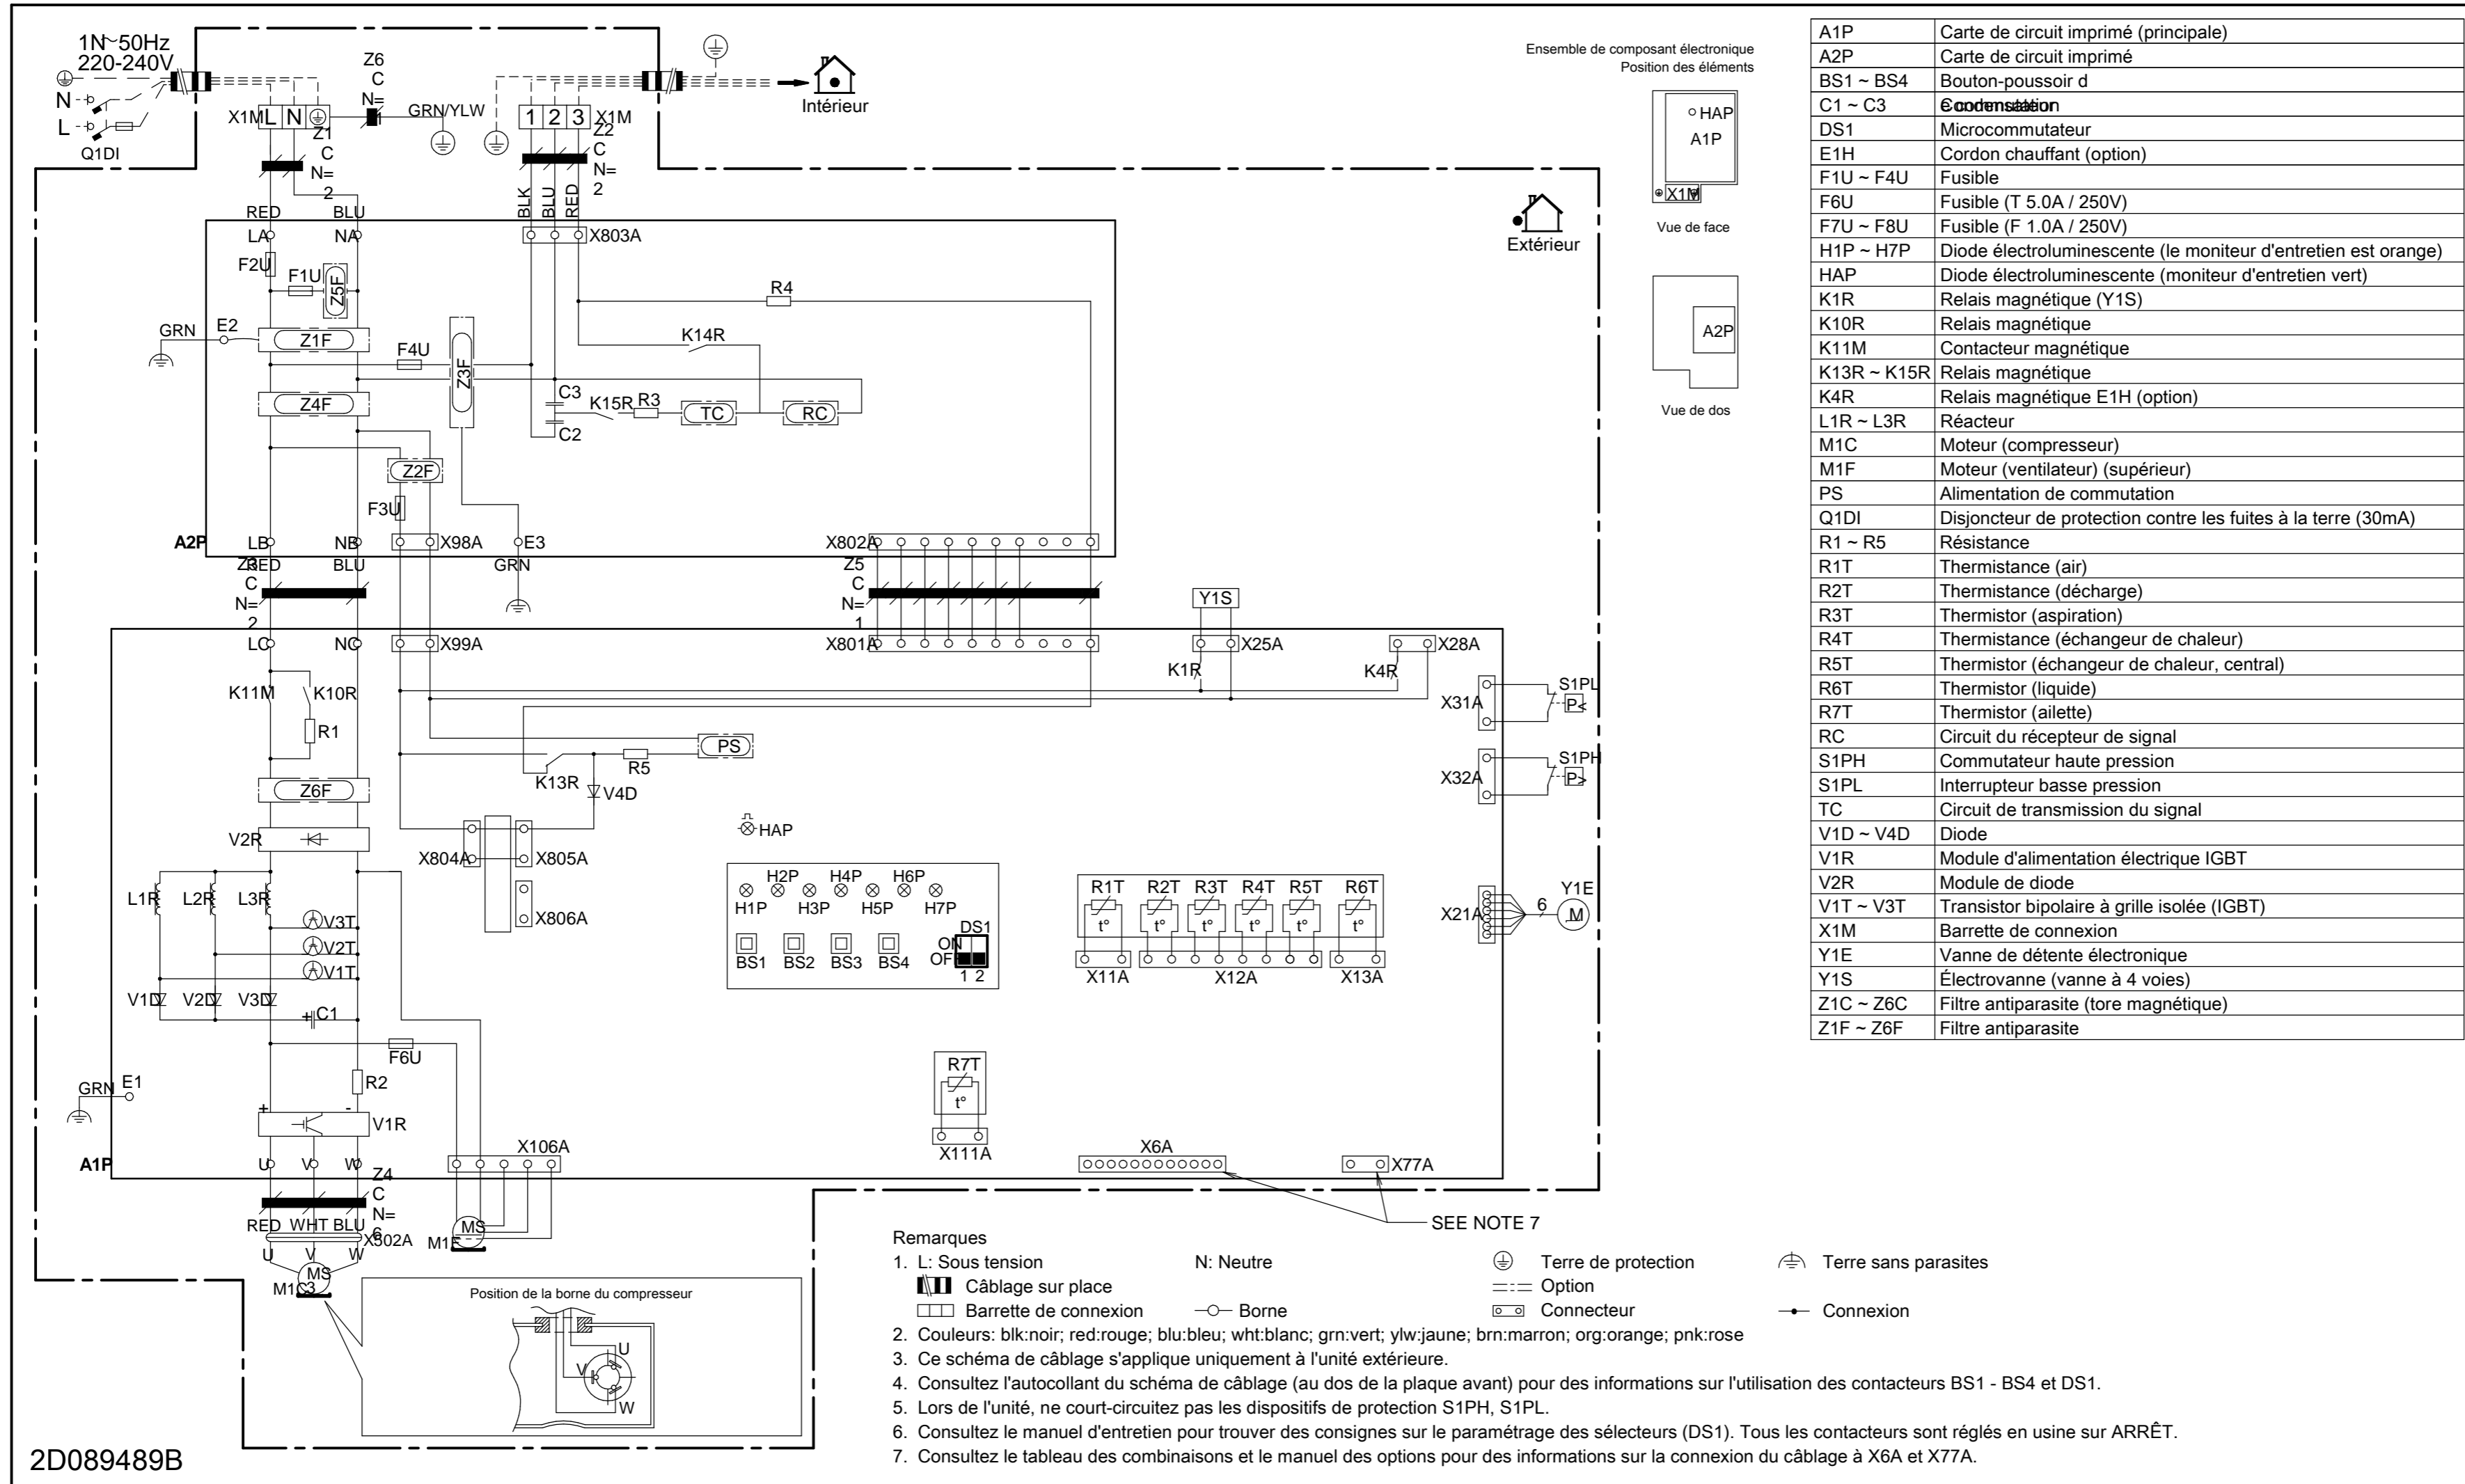 1N~50Hz
220-240V
N
L
Q1DI
X1M L N
Z6
C
N=
GRN/YLW
Z1
C
N=
2
1 2 3 X1M
Z2
C
N=
2
Intérieur
Extérieur
RED BLU
BLK BLU RED
LA NA
X803A
F2U
F1U
Z5F
GRN E2
Z1F
F4U
Z3F
R4
K14R
Z4F
C3
K15R R3
TC
RC
C2
Z2F
F3U
A2P
LB NB
X98A
E3
X802A
Z3
RED BLU
GRN
C
N=
2
Z5
C
N=
1
Y1S
LC NC
X99A
X801A
X25A
X28A
K11M
K10R
R1
K1R
K4R
X31A
S1PL
P<
PS
R5
K13R
V4D
X32A
S1PH
P>
Z6F
V2R
HAP
X804A
X805A
X806A
L1R L2R L3R
V3T
V2T
V1T
V1D V2D V3D
C1
H2P H4P H6P
H1P H3P H5P H7P
DS1
ON
OFF
BS1 BS2 BS3 BS4
1 2
R1T R2T R3T R4T R5T R6T
t° t° t° t° t° t°
X11A X12A X13A
X21A
6
M
Y1E
F6U
R2
GRN E1
+ -
V1R
R7T
t°
X111A
A1P
U V W
Z4
C
N=
6
X106A
X6A
X77A
RED WHT BLU
X502A
U V W
MS
M1F
MS
3
M1C
SEE NOTE 7
Position de la borne du compresseur
U
V
W
2D089489B
Ensemble de composant électronique
Position des éléments
HAP
A1P
X1M
Vue de face
A2P
Vue de dos
A1P Carte de circuit imprimé (principale)
A2P Carte de circuit imprimé
BS1 ~ BS4 Bouton-poussoir d
C1 ~ C3
DS1 Microcommutateur
E1H Cordon chauffant (option)
F1U ~ F4U Fusible
F6U Fusible (T 5.0A / 250V)
F7U ~ F8U Fusible (F 1.0A / 250V)
H1P ~ H7P Diode électroluminescente (le moniteur d'entretien est orange)
HAP Diode électroluminescente (moniteur d'entretien vert)
K1R Relais magnétique (Y1S)
K10R Relais magnétique
K11M Contacteur magnétique
K13R ~ K15R Relais magnétique
K4R Relais magnétique E1H (option)
L1R ~ L3R Réacteur
M1C Moteur (compresseur)
M1F Moteur (ventilateur) (supérieur)
PS Alimentation de commutation
Q1DI Disjoncteur de protection contre les fuites à la terre (30mA)
R1 ~ R5 Résistance
R1T Thermistance (air)
R2T Thermistance (décharge)
R3T Thermistor (aspiration)
R4T Thermistance (échangeur de chaleur)
R5T Thermistor (échangeur de chaleur, central)
R6T Thermistor (liquide)
R7T Thermistor (ailette)
RC Circuit du récepteur de signal
S1PH Commutateur haute pression
S1PL Interrupteur basse pression
TC Circuit de transmission du signal
V1D ~ V4D Diode
V1R Module d'alimentation électrique IGBT
V2R Module de diode
V1T ~ V3T Transistor bipolaire à grille isolée (IGBT)
X1M Barrette de connexion
Y1E Vanne de détente électronique
Y1S Électrovanne (vanne à 4 voies)
Z1C ~ Z6C Filtre antiparasite (tore magnétique)
Z1F ~ Z6F Filtre antiparasite
Remarques
1. L: Sous tension N: Neutre Terre de protection Terre sans parasites
Câblage sur place Option
Barrette de connexion Borne Connecteur Connexion
2. Couleurs: blk:noir; red:rouge; blu:bleu; wht:blanc; grn:vert; ylw:jaune; brn:marron; org:orange; pnk:rose
3. Ce schéma de câblage s'applique uniquement à l'unité extérieure.
4. Consultez l'autocollant du schéma de câblage (au dos de la plaque avant) pour des informations sur l'utilisation des contacteurs BS1 - BS4 et DS1.
5. Lors de l'unité, ne court-circuitez pas les dispositifs de protection S1PH, S1PL.
6. Consultez le manuel d'entretien pour trouver des consignes sur le paramétrage des sélecteurs (DS1). Tous les contacteurs sont réglés en usine sur ARRÊT.
7. Consultez le tableau des combinaisons et le manuel des options pour des informations sur la connexion du câblage à X6A et X77A.